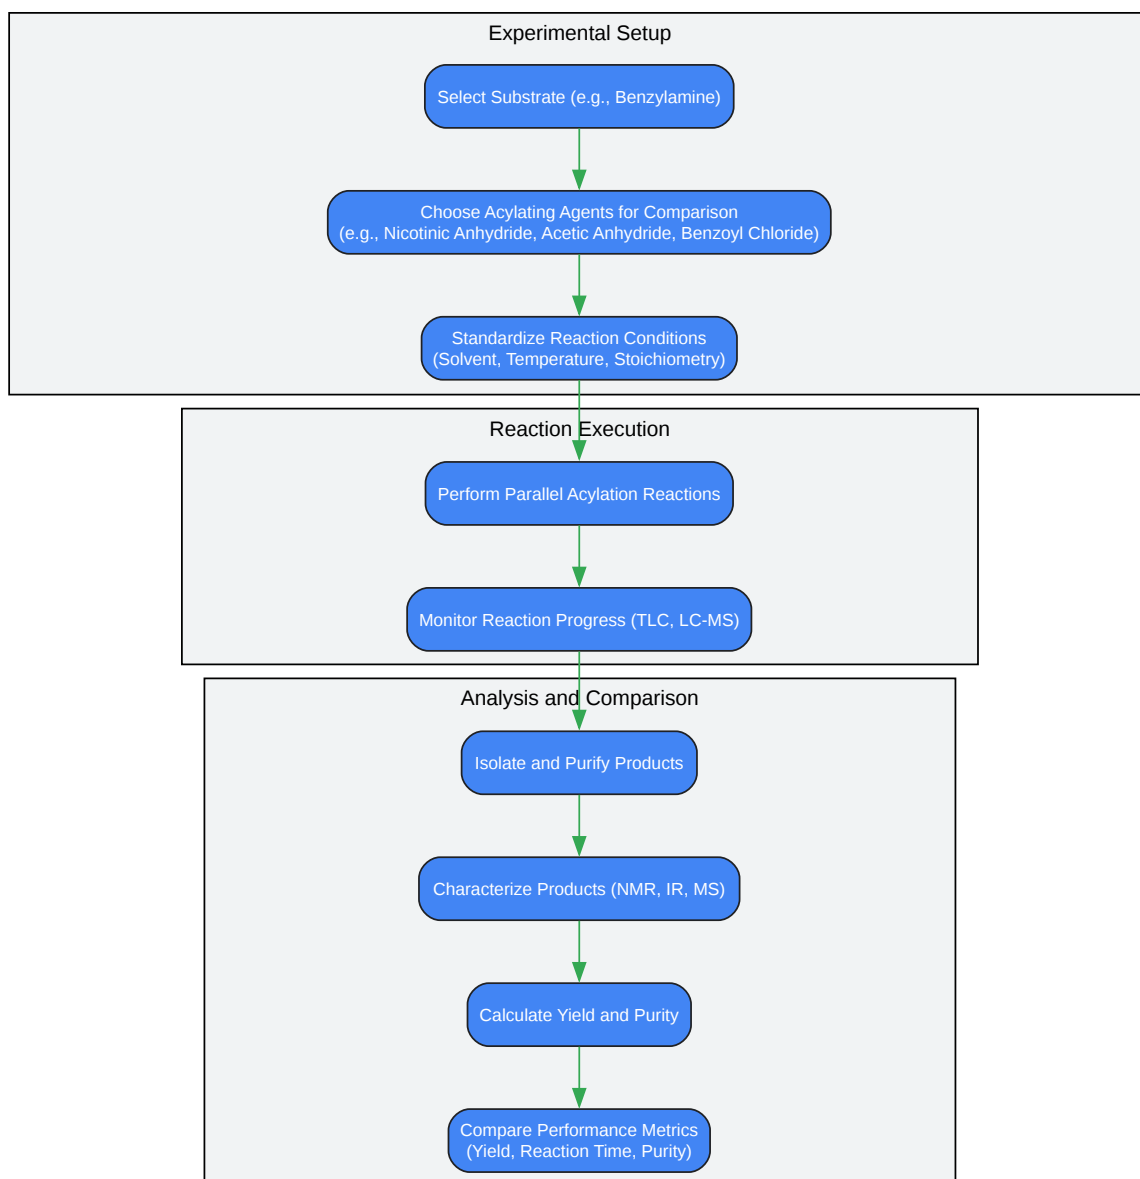 Experimental Setup
Select Substrate (e.g., Benzylamine)
Choose Acylating Agents for Comparison
(e.g., Nicotinic Anhydride, Acetic Anhydride, Benzoyl Chloride)
Standardize Reaction Conditions
(Solvent, Temperature, Stoichiometry)
Reaction Execution
Perform Parallel Acylation Reactions
Monitor Reaction Progress (TLC, LC-MS)
Analysis and Comparison
Isolate and Purify Products
Characterize Products (NMR, IR, MS)
Calculate Yield and Purity
Compare Performance Metrics
(Yield, Reaction Time, Purity)